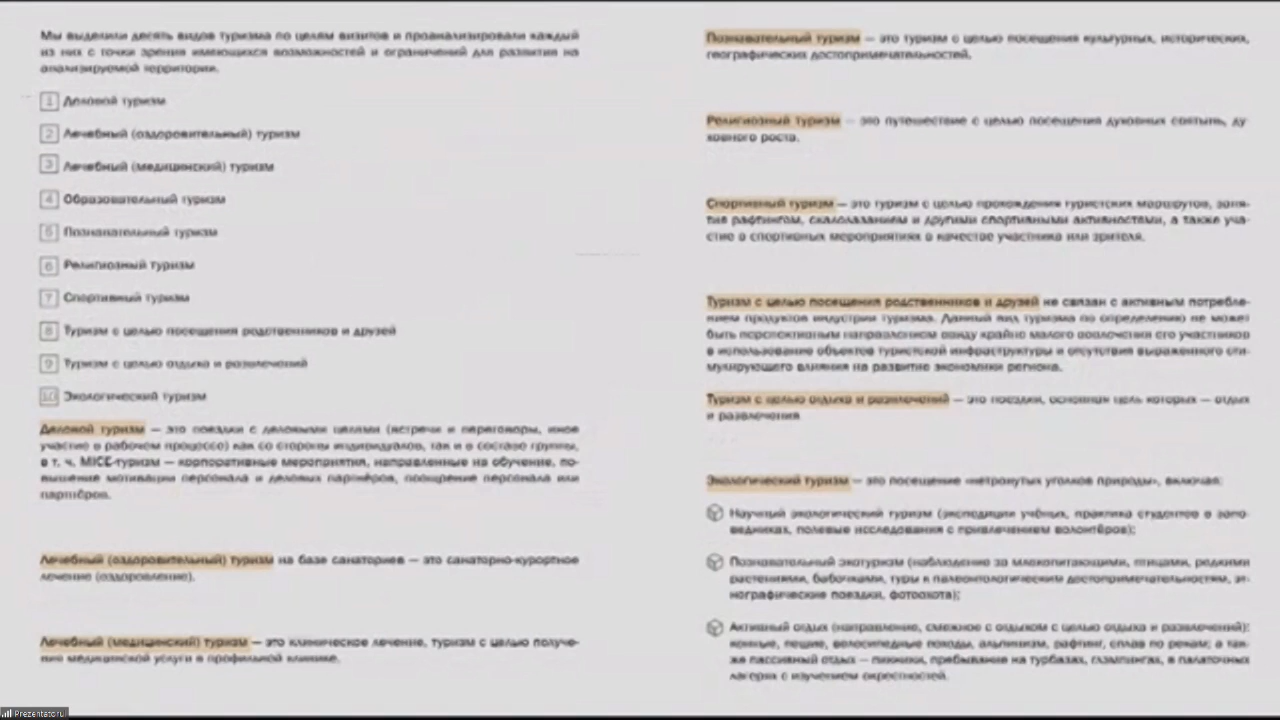 Мы выделили десять видов туризма по целям визитов и проанализировали каждый
из них с точки зрения имеющихся возможностей и ограничений для развития на
анализируемой территории.
1 Деловой туризм
2 Лечебный (оздоровительный) туризм
3 Лечебный (медицинский) туризм
4 Образовательный туризм
5 Познавательный туризм
6 Религиозный туризм
7 Спортивный туризм
8 Туризм с целью посещения родственников и друзей
9 Туризм с целью отдыха и развлечений
10 Экологический туризм
Деловой туризм — это поездки с деловыми целями (встречи и переговоры, иное
участие в рабочем процессе) как со стороны индивидуалов, так и в составе группы,
в т. ч. MICE-туризм — корпоративные мероприятия, направленные на обучение, по-
вышение мотивации персонала и деловых партнёров, поощрение персонала или
партнёров.
Лечебный (оздоровительный) туризм на базе санаториев — это санаторно-курортное
лечение (оздоровление).
Лечебный (медицинский) туризм — это клиническое лечение, туризм с целью получе-
ния медицинской услуги в профильной клинике.
Познавательный туризм — это туризм с целью посещения культурных, исторических,
географических достопримечательностей.
Религиозный туризм — это путешествие с целью посещения духовных святынь, ду-
ховного роста.
Спортивный туризм — это туризм с целью прохождения туристских маршрутов, заня-
тия рафтингом, скалолазанием и другими спортивными активностями, а также уча-
стие в спортивных мероприятиях в качестве участника или зрителя.
Туризм с целью посещения родственников и друзей не связан с активным потребле-
нием продуктов индустрии туризма. Данный вид туризма по определению не может
быть перспективным направлением ввиду крайне малого вовлечения его участников
в использование объектов туристской инфраструктуры и отсутствия выраженного сти-
мулирующего влияния на развитие экономики региона.
Туризм с целью отдыха и развлечений — это поездки, основная цель которых — отдых
и развлечения
Экологический туризм — это посещение «нетронутых уголков природы», включая:
Научный экологический туризм (экспедиции учёных, практика студентов в запо-
ведниках, полевые исследования с привлечением волонтёров);
Познавательный экотуризм (наблюдение за млекопитающими, птицами, редкими
растениями, бабочками, туры к палеонтологическим достопримечательностям, эт-
нографические поездки, фотоохота);
Активный отдых (направление, смежное с отдыхом с целью отдыха и развлечений):
конные, пешие, велосипедные походы, альпинизм, рафтинг, сплав по рекам; а так-
же пассивный отдых — пикники, пребывание на турбазах, глэмпингах, в палаточных
лагерях с изучением окрестностей.
Prezentator.ru